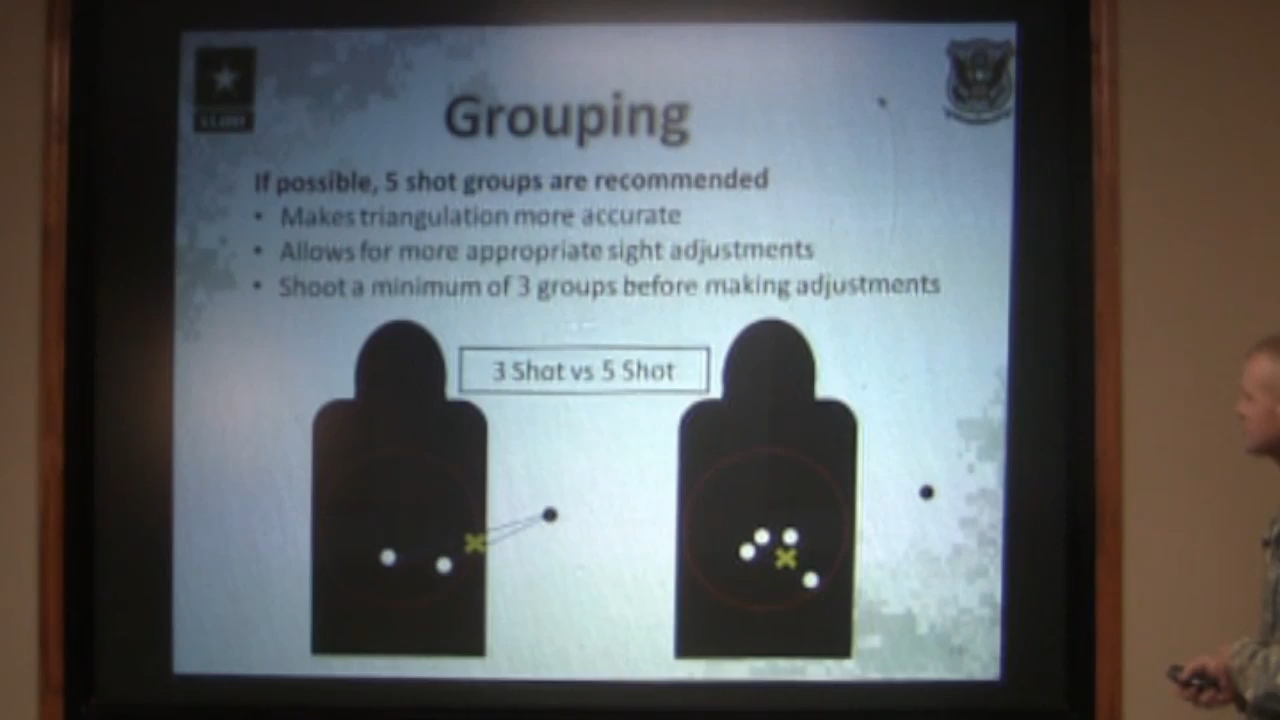 Grouping
If possible, 5 shot groups are recommended
• Makes triangulation more accurate
• Allows for more appropriate sight adjustments
• Shoot a minimum of 3 groups before making adjustments
3 Shot vs 5 Shot